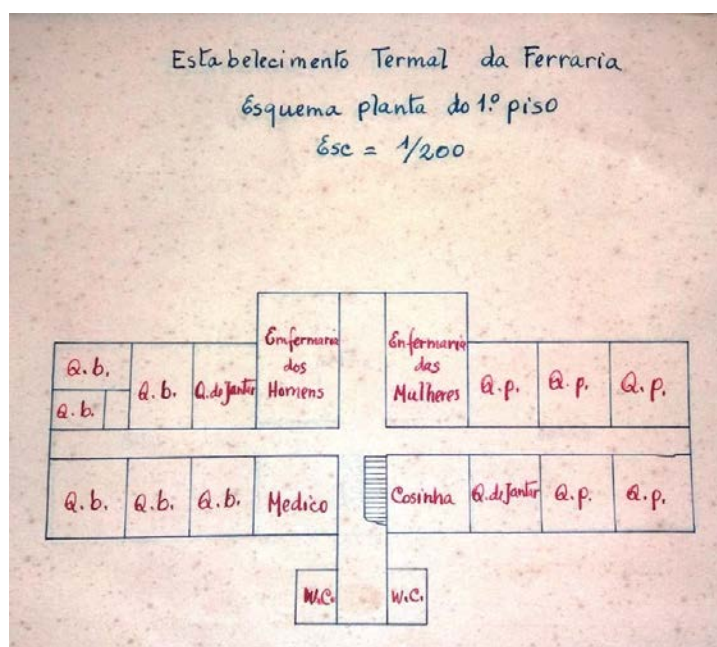 Estabelecimento Termal da Ferraria
Esquema planta do 1.º piso
Esc = 1/200
Enfermaria
dos
Homens
Enfermaria
das
Mulheres
Q. b.
Q. b.
Q. b.
Q. de Jantar
Q. p.
Q. p.
Q. p.
Q. b.
Q. b.
Q. b.
Medico
Cosinha
Q. de Jantar
Q. p.
Q. p.
W.C.
W.C.